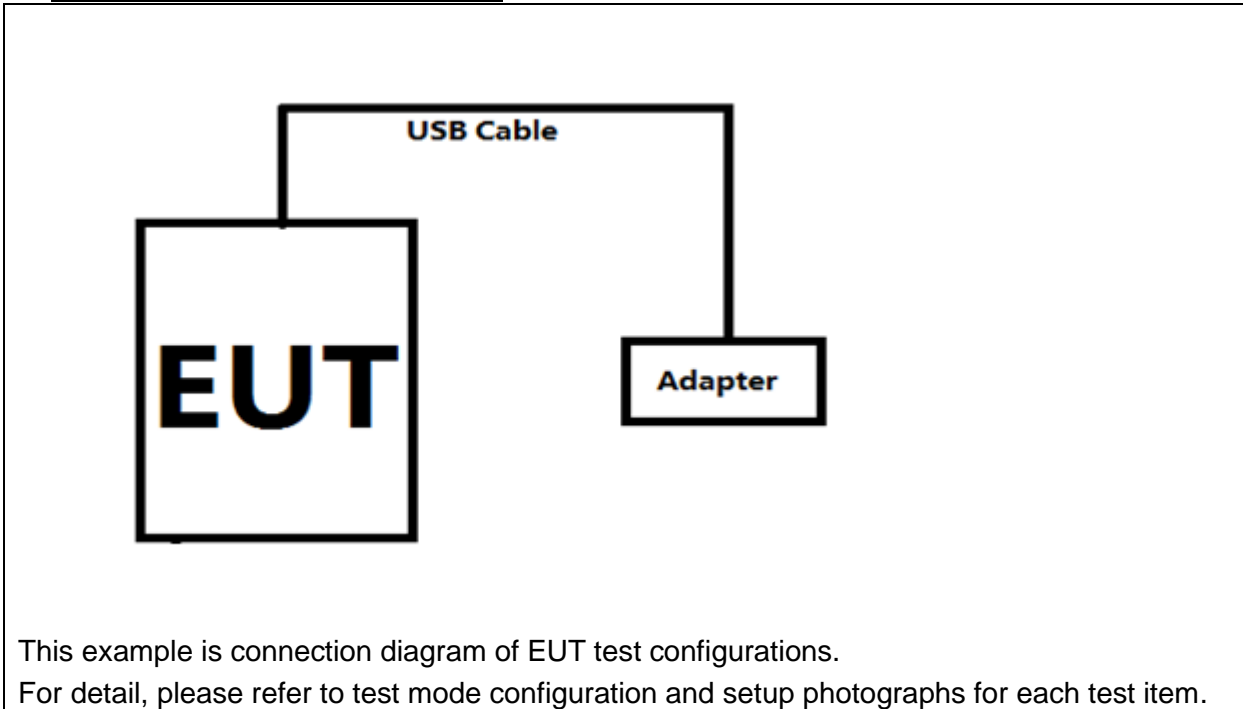 USB Cable
EUT
Adapter
This example is connection diagram of EUT test configurations.
For detail, please refer to test mode configuration and setup photographs for each test item.